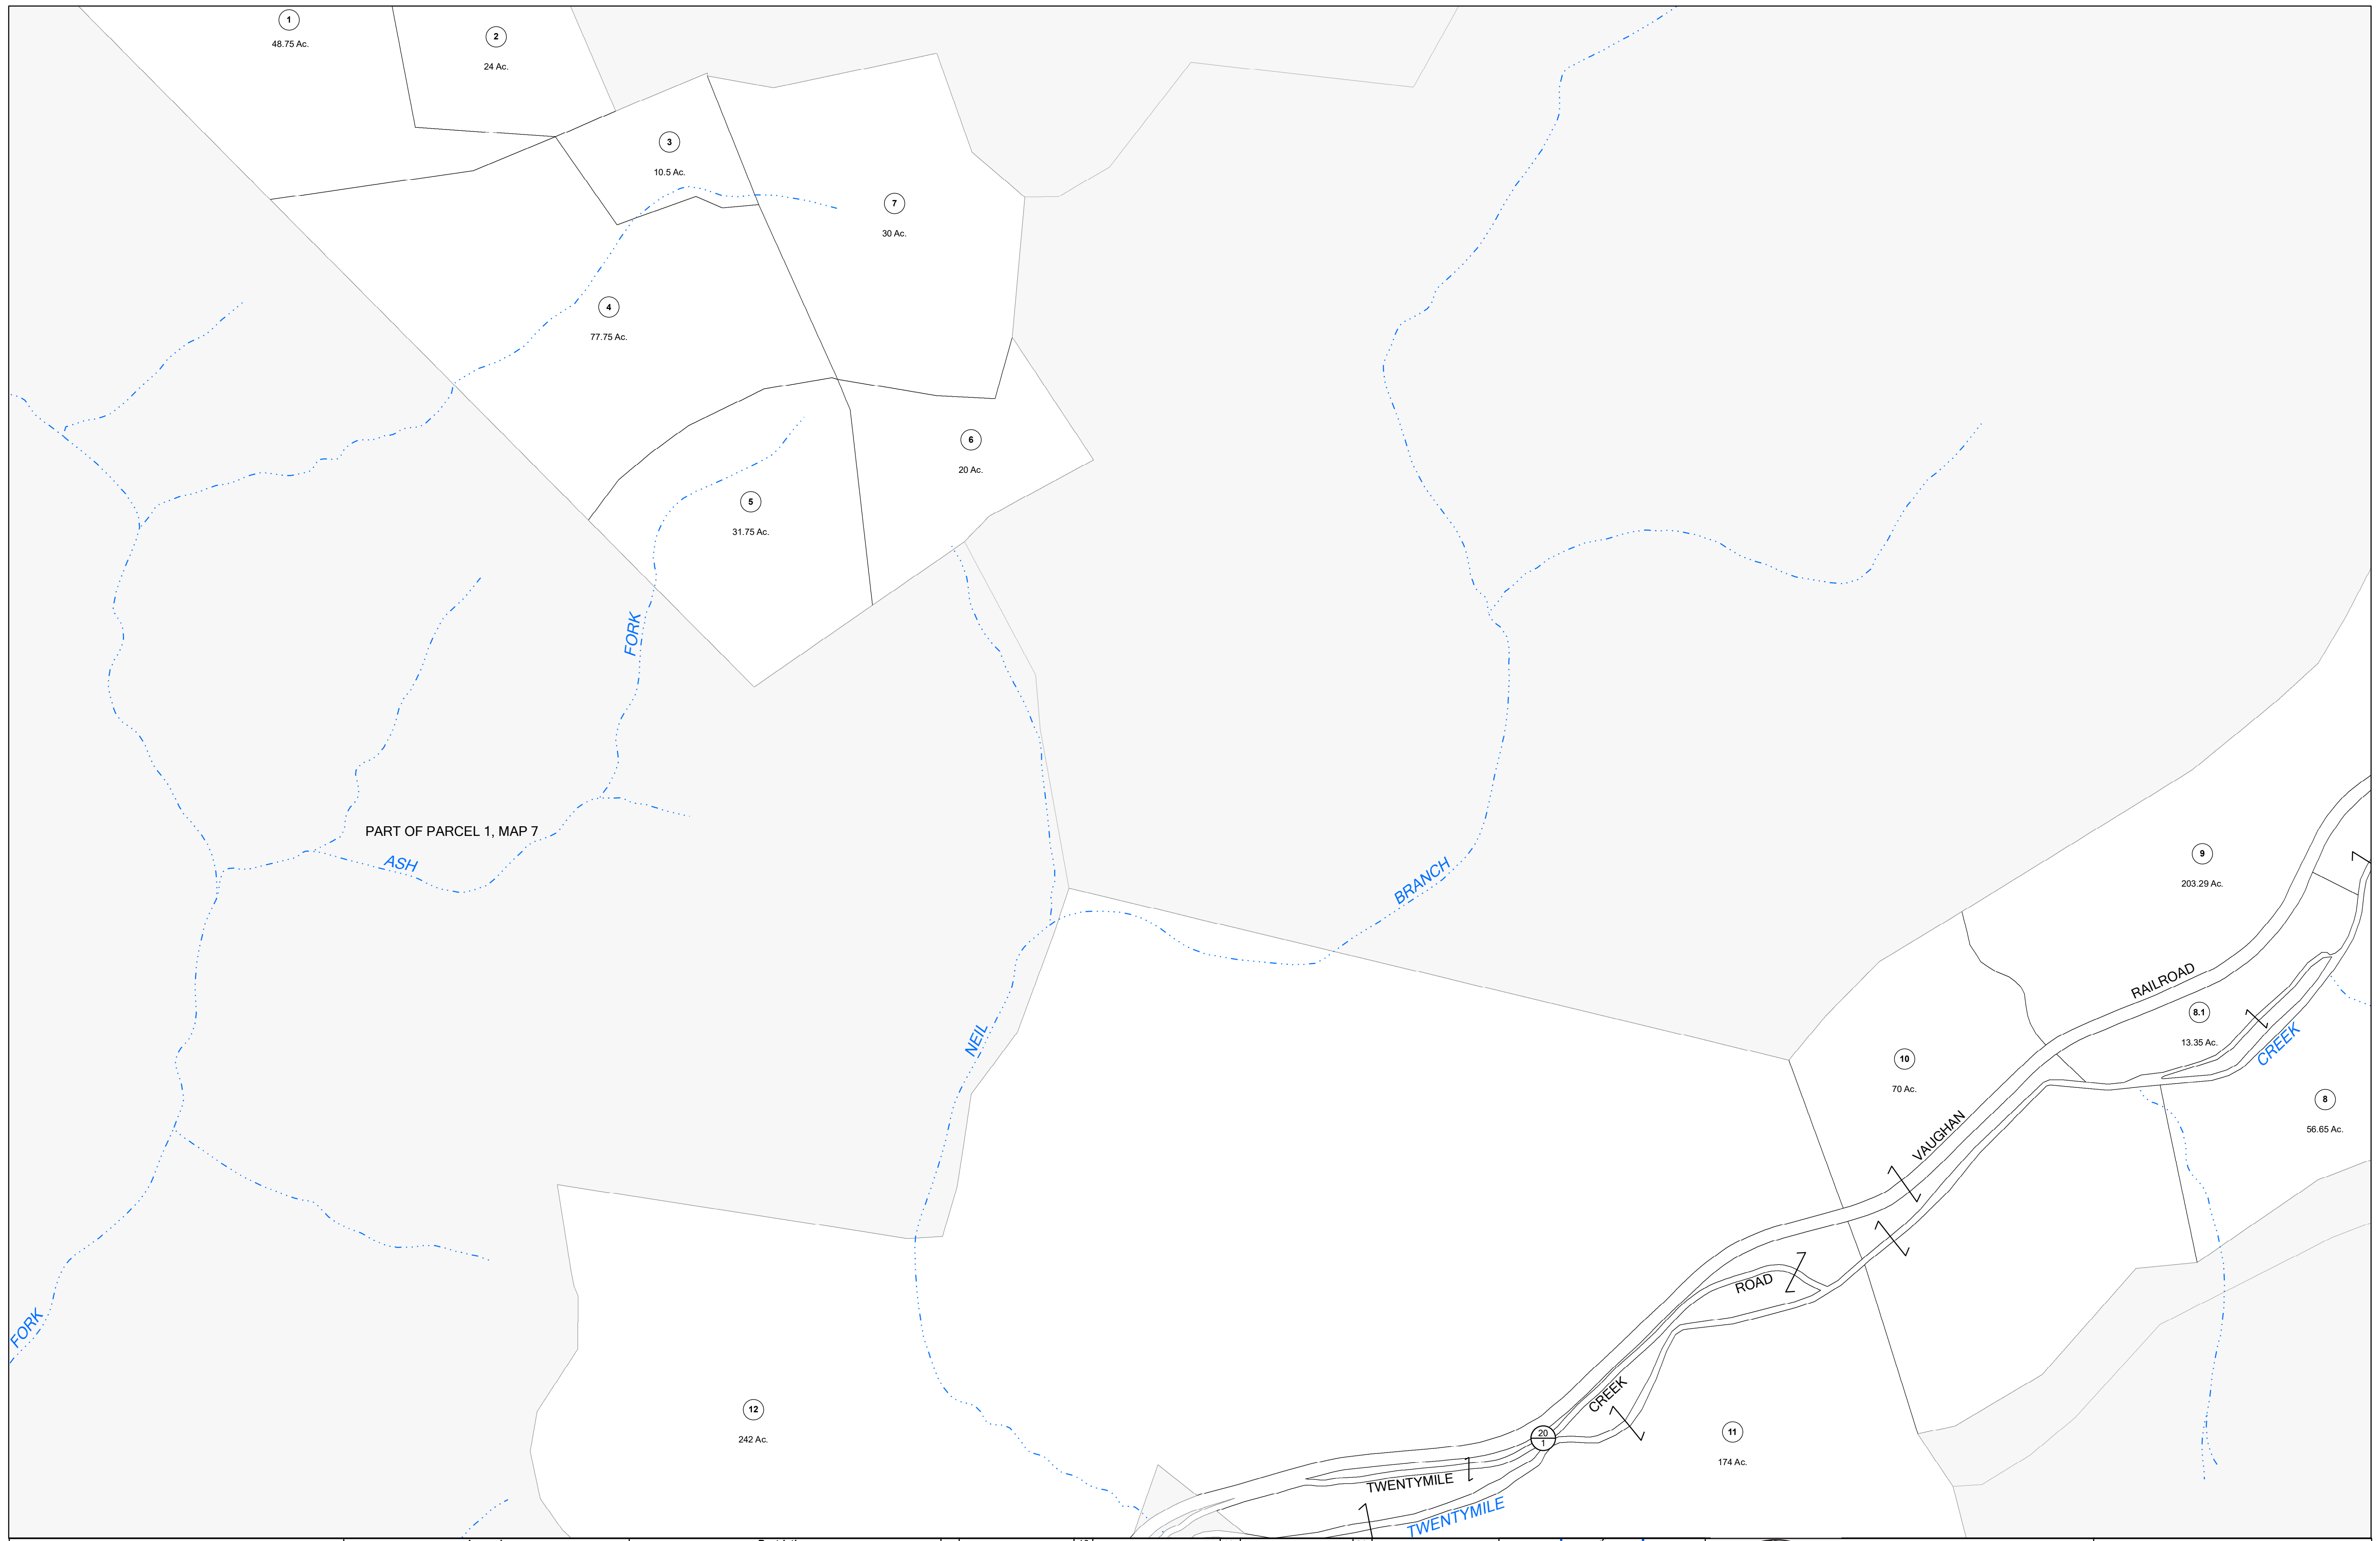 1
48.75 Ac.
2
24 Ac.
3
10.5 Ac.
7
30 Ac.
4
77.75 Ac.
6
20 Ac.
5
31.75 Ac.
FORK
PART OF PARCEL 1, MAP 7
ASH
BRANCH
9
203.29 Ac.
RAILROAD
8.1
13.35 Ac.
CREEK
NEIL
10
70 Ac.
8
56.65 Ac.
VAUGHAN
ROAD
FORK
CREEK
12
242 Ac.
20
1
11
174 Ac.
TWENTYMILE
TWENTYMILE